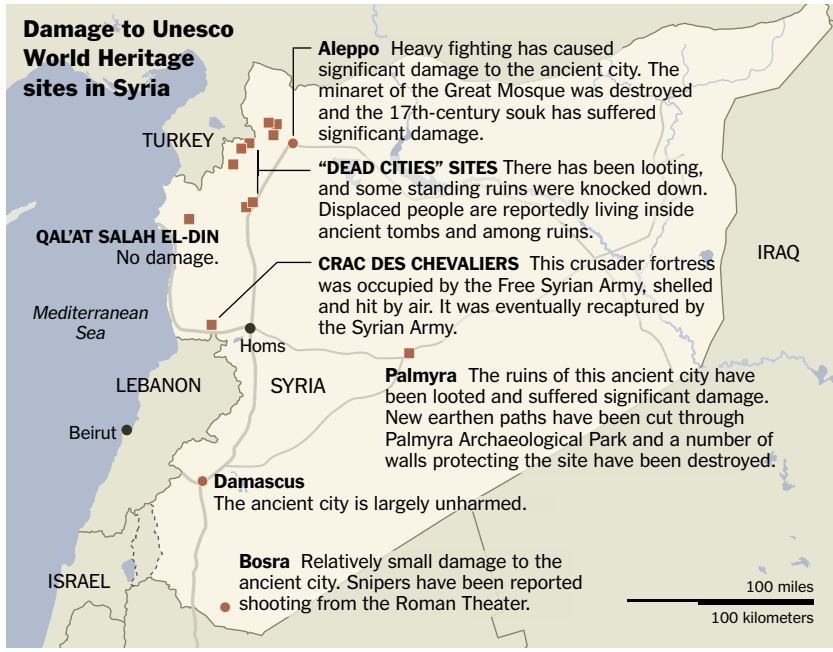 Damage to Unesco
World Heritage
sites in Syria
Aleppo Heavy fighting has caused
significant damage to the ancient city. The
minaret of the Great Mosque was destroyed
and the 17th-century souk has suffered
significant damage.
TURKEY
“DEAD CITIES” SITES There has been looting,
and some standing ruins were knocked down.
Displaced people are reportedly living inside
ancient tombs and among ruins.
QAL’AT SALAH EL-DIN
No damage.
IRAQ
CRAC DES CHEVALIERS This crusader fortress
was occupied by the Free Syrian Army, shelled
and hit by air. It was eventually recaptured by
the Syrian Army.
Mediterranean
Sea
Homs
LEBANON
SYRIA
Palmyra The ruins of this ancient city have
been looted and suffered significant damage.
New earthen paths have been cut through
Palmyra Archaeological Park and a number of
walls protecting the site have been destroyed.
Beirut
Damascus
The ancient city is largely unharmed.
Bosra Relatively small damage to the
ancient city. Snipers have been reported
shooting from the Roman Theater.
ISRAEL
100 miles
100 kilometers